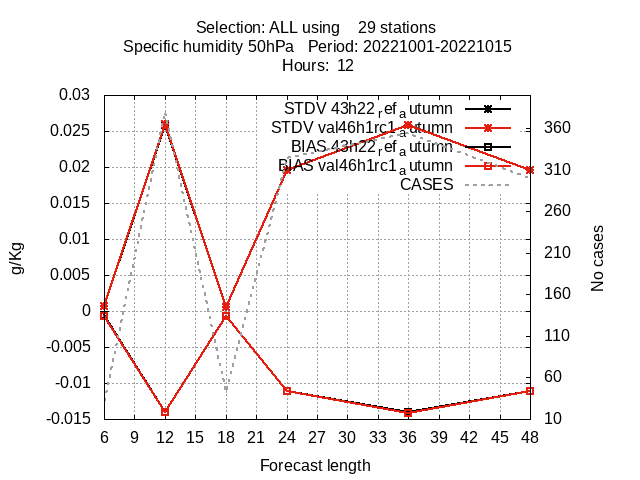 Selection: ALL using    29 stations
Specific humidity 50hPa   Period: 20221001-20221015
Hours:  12
0.03
0.025
0.02
0.015
0.01
0.005
0
-0.005
-0.01
-0.015
g/Kg
STDV 43h22ref_autumn
STDV val46h1rc1_autumn
BIAS 43h22ref_autumn
BIAS val46h1rc1_autumn
CASES
360
310
260
210
160
110
60
10
No cases
6 9 12 15 18 21 24 27 30 33 36 39 42 45 48
Forecast length